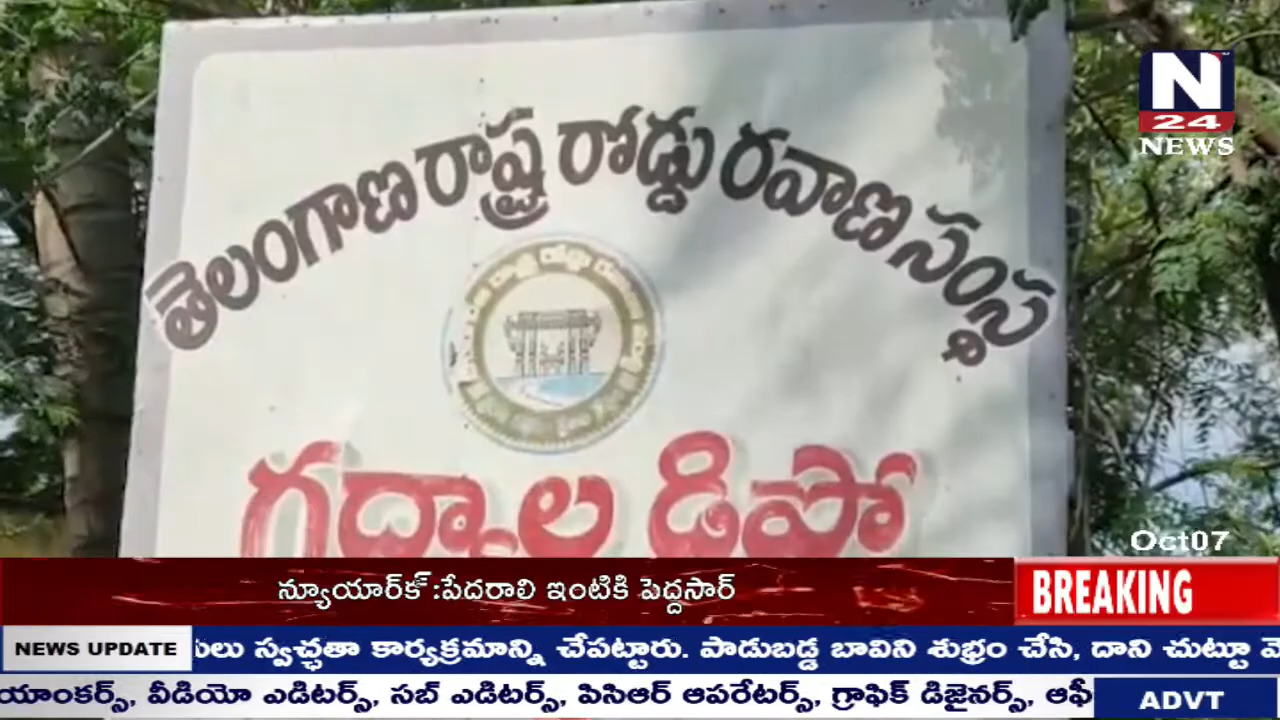 N
24
NEWS
తెలంగాణ రాష్ట్ర రోడ్డు రవాణా సంస్థ
గద్వాల డిపో
Oct07
న్యూయార్క్ :పేదరాలి ఇంటికి పెద్దసార్
BREAKING
NEWS UPDATE
స్వచ్ఛతా కార్యక్రమాన్ని చేపట్టారు. పాడుబడ్డ బావిని శుభ్రం చేసి, దాని చుట్టూ
యాంకర్స్, వీడియో ఎడిటర్స్, సబ్ ఎడిటర్స్, పిసిఆర్ ఆపరేటర్స్, గ్రాఫిక్ డిజైనర్స్, ఆఫీ
ADVT